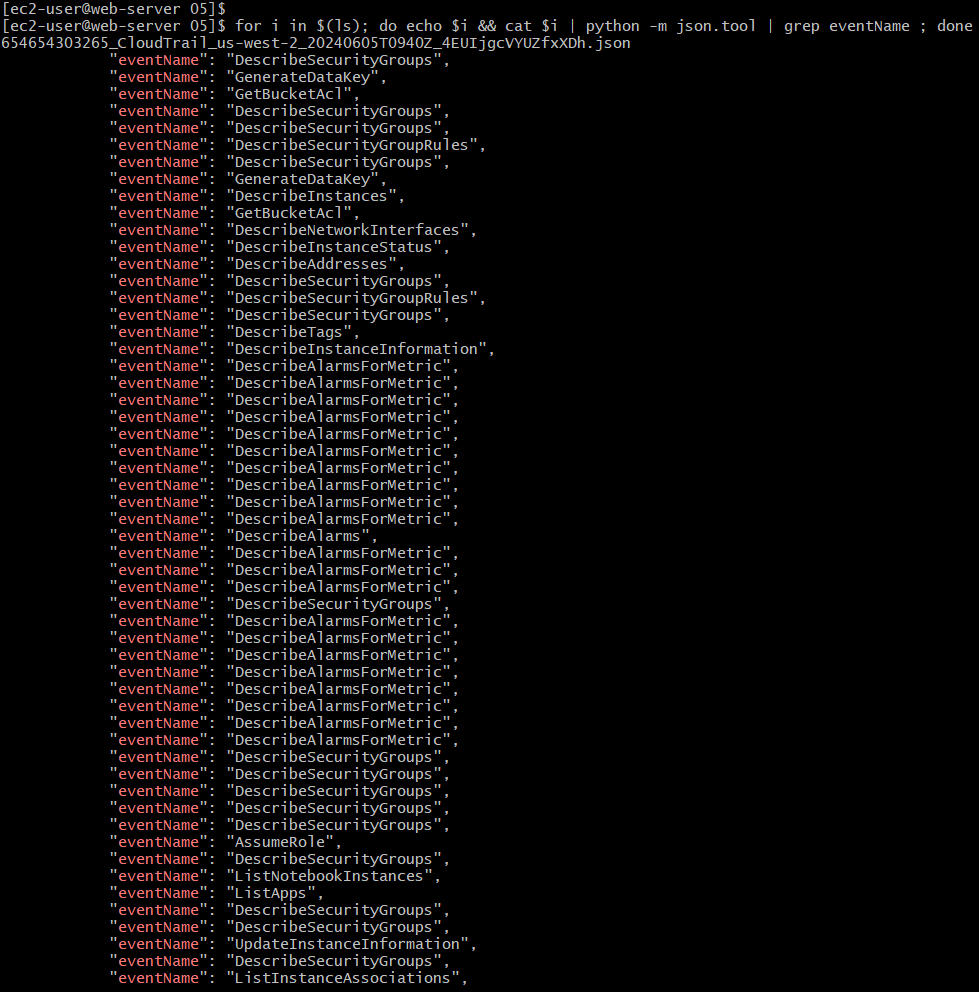 [ec2-user@web-server 05]$
[ec2-user@web-server 05]$ for i in $(ls); do echo $i && cat $i | python -m json.tool | grep eventName ; done
654654303265_CloudTrail_us-west-2_20240605T0940Z_4EUIjgcVYUZfxXDh.json
"eventName": "DescribeSecurityGroups",
"eventName": "GenerateDataKey",
"eventName": "GetBucketAcl",
"eventName": "DescribeSecurityGroups",
"eventName": "DescribeSecurityGroups",
"eventName": "DescribeSecurityGroupRules",
"eventName": "DescribeSecurityGroups",
"eventName": "GenerateDataKey",
"eventName": "DescribeInstances",
"eventName": "GetBucketAcl",
"eventName": "DescribeNetworkInterfaces",
"eventName": "DescribeInstanceStatus",
"eventName": "DescribeAddresses",
"eventName": "DescribeSecurityGroups",
"eventName": "DescribeSecurityGroupRules",
"eventName": "DescribeSecurityGroups",
"eventName": "DescribeTags",
"eventName": "DescribeInstanceInformation",
"eventName": "DescribeAlarmsForMetric",
"eventName": "DescribeAlarmsForMetric",
"eventName": "DescribeAlarmsForMetric",
"eventName": "DescribeAlarmsForMetric",
"eventName": "DescribeAlarmsForMetric",
"eventName": "DescribeAlarmsForMetric",
"eventName": "DescribeAlarmsForMetric",
"eventName": "DescribeAlarmsForMetric",
"eventName": "DescribeAlarmsForMetric",
"eventName": "DescribeAlarmsForMetric",
"eventName": "DescribeAlarms",
"eventName": "DescribeAlarmsForMetric",
"eventName": "DescribeAlarmsForMetric",
"eventName": "DescribeAlarmsForMetric",
"eventName": "DescribeSecurityGroups",
"eventName": "DescribeAlarmsForMetric",
"eventName": "DescribeAlarmsForMetric",
"eventName": "DescribeAlarmsForMetric",
"eventName": "DescribeAlarmsForMetric",
"eventName": "DescribeAlarmsForMetric",
"eventName": "DescribeAlarmsForMetric",
"eventName": "DescribeAlarmsForMetric",
"eventName": "DescribeAlarmsForMetric",
"eventName": "DescribeSecurityGroups",
"eventName": "DescribeSecurityGroups",
"eventName": "DescribeSecurityGroups",
"eventName": "DescribeSecurityGroups",
"eventName": "DescribeSecurityGroups",
"eventName": "AssumeRole",
"eventName": "DescribeSecurityGroups",
"eventName": "ListNotebookInstances",
"eventName": "ListApps",
"eventName": "DescribeSecurityGroups",
"eventName": "DescribeSecurityGroups",
"eventName": "UpdateInstanceInformation",
"eventName": "DescribeSecurityGroups",
"eventName": "ListInstanceAssociations",